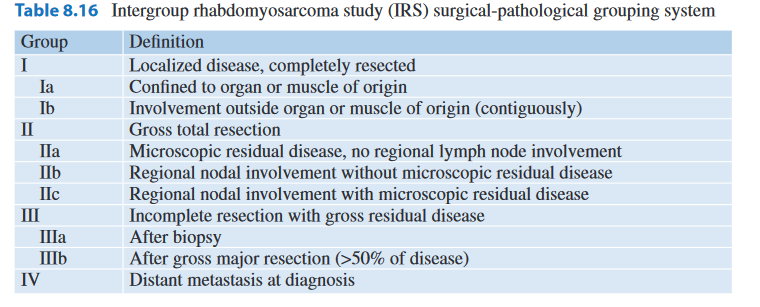 Table 8.16 Intergroup rhabdomyosarcoma study (IRS) surgical-pathological grouping system
Group Definition
I Localized disease, completely resected
Ia Confined to organ or muscle of origin
Ib Involvement outside organ or muscle of origin (contiguously)
II Gross total resection
IIa Microscopic residual disease, no regional lymph node involvement
IIb Regional nodal involvement without microscopic residual disease
IIc Regional nodal involvement with microscopic residual disease
III Incomplete resection with gross residual disease
IIIa After biopsy
IIIb After gross major resection (>50% of disease)
IV Distant metastasis at diagnosis